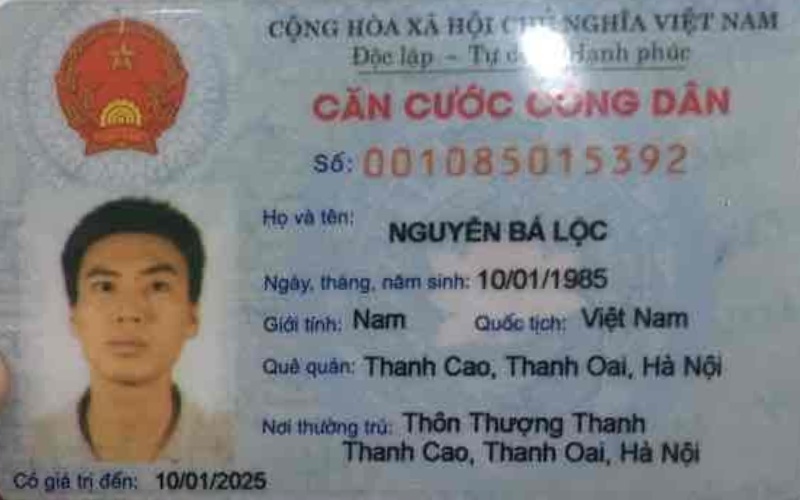 CỘNG HÒA XÃ HỘI CHỦ NGHĨA VIỆT NAM
Độc lập - Tự do - Hạnh phúc
CĂN CƯỚC CÔNG DÂN
Số: 001085015392
Họ và tên: NGUYỄN BÁ LỘC
Ngày, tháng, năm sinh: 10/01/1985
Giới tính: Nam Quốc tịch: Việt Nam
Quê quán: Thanh Cao, Thanh Oai, Hà Nội
Nơi thường trú: Thôn Thượng Thanh
Thanh Cao, Thanh Oai, Hà Nội
Có giá trị đến: 10/01/2025